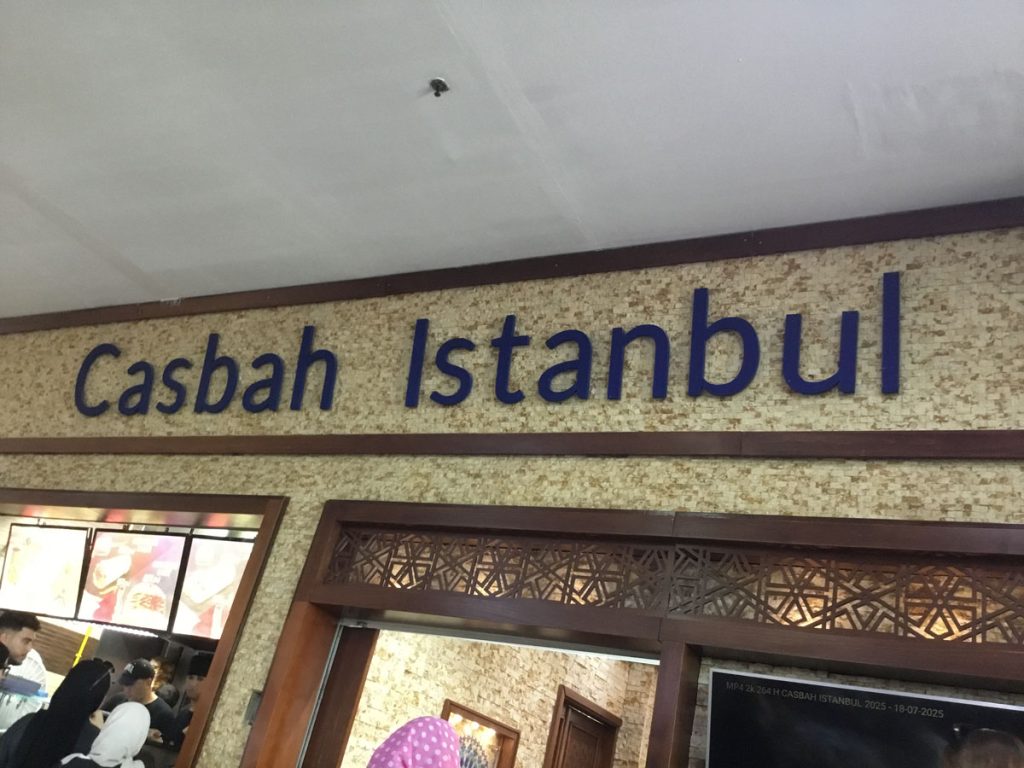 Casbah Istanbul
MP4 2k 264 H CASBAH ISTANBUL 2025 - 18-07-2025